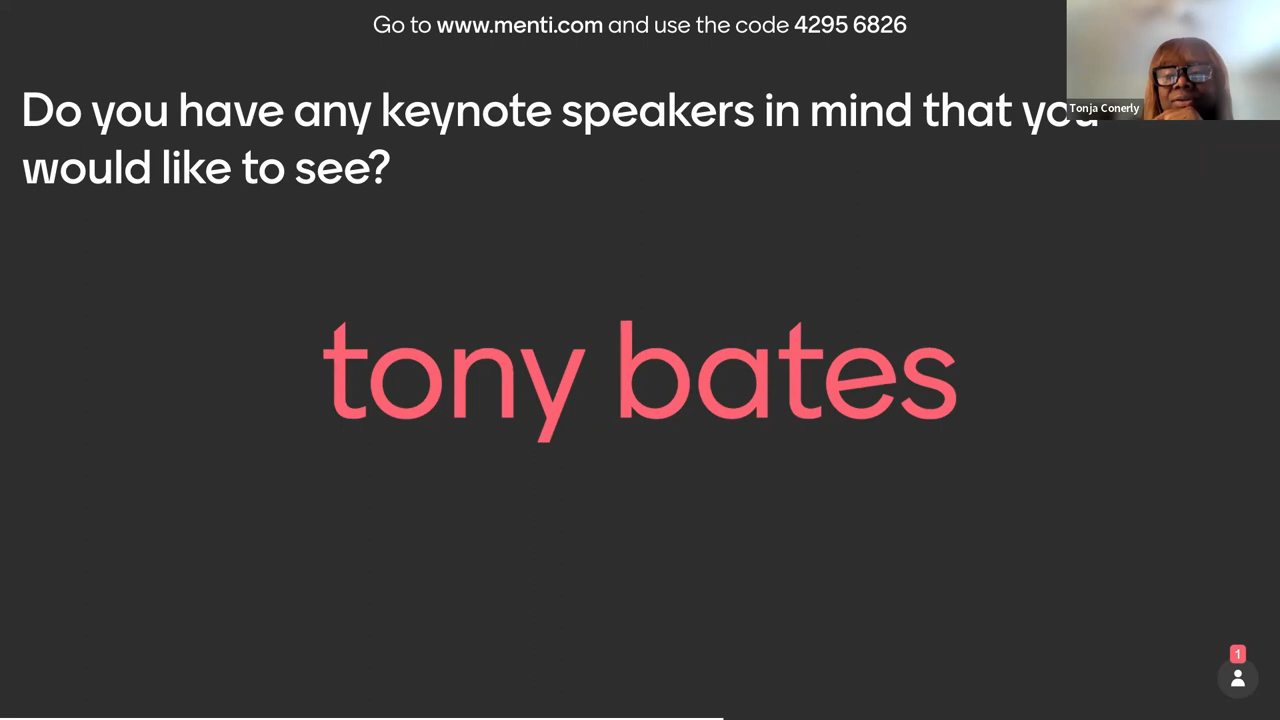 Go to www.menti.com and use the code 4295 6826
Do you have any keynote speakers in mind that you
would like to see?
Tonja Conerly
tony bates
1